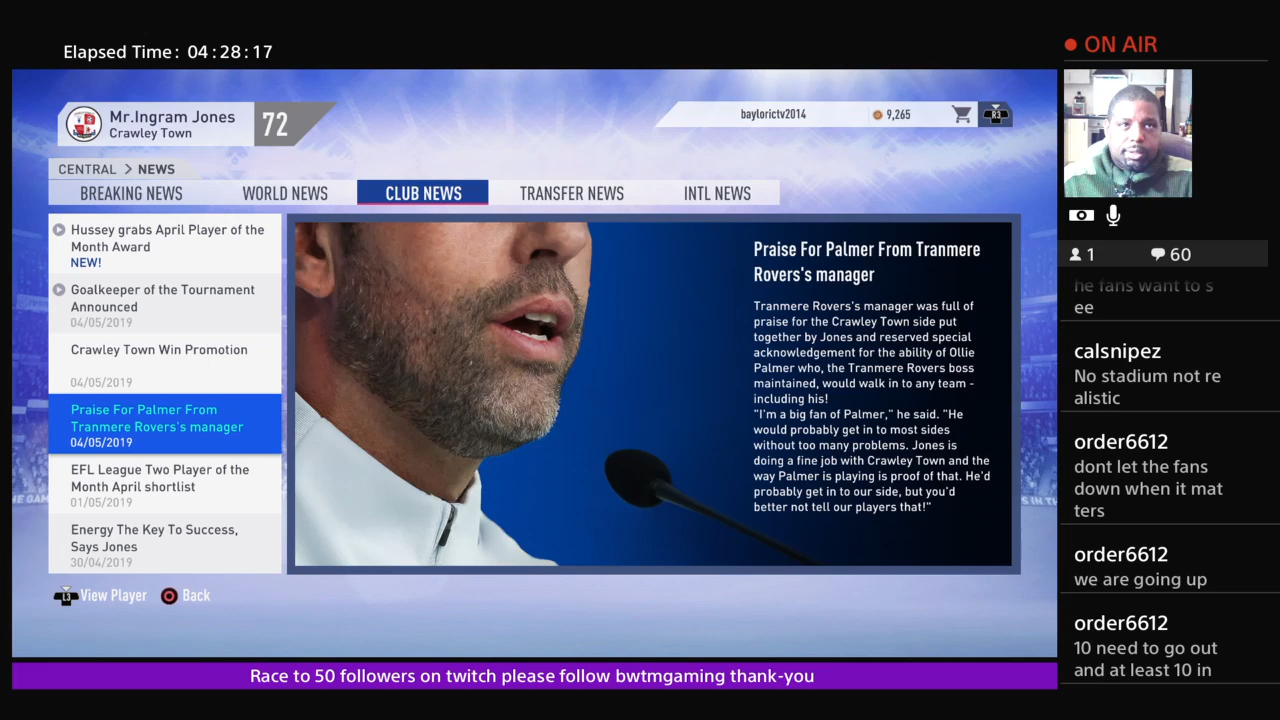 Elapsed Time: 04:28:17
ON AIR
Mr.Ingram Jones
Crawley Town
72
baylorictv2014
9,265
R3
CENTRAL > NEWS
BREAKING NEWS
WORLD NEWS
CLUB NEWS
TRANSFER NEWS
INTL NEWS
Hussey grabs April Player of the
Month Award
NEW!
Goalkeeper of the Tournament
Announced
04/05/2019
Crawley Town Win Promotion
04/05/2019
Praise For Palmer From
Tranmere Rovers's manager
04/05/2019
EFL League Two Player of the
Month April shortlist
01/05/2019
Energy The Key To Success,
Says Jones
30/04/2019
Praise For Palmer From Tranmere
Rovers's manager
Tranmere Rovers's manager was full of
praise for the Crawley Town side put
together by Jones and reserved special
acknowledgement for the ability of Ollie
Palmer who, the Tranmere Rovers boss
maintained, would walk in to any team -
including his!
"I'm a big fan of Palmer," he said. "He
would probably get in to most sides
without too many problems. Jones is
doing a fine job with Crawley Town and the
way Palmer is playing is proof of that. He'd
probably get in to our side, but you'd
better not tell our players that!"
L3 View Player
Back
Race to 50 followers on twitch please follow bwtmgaming thank-you
1
60
he fans want to s
ee
calsnipez
No stadium not re
alistic
order6612
dont let the fans
down when it mat
ters
order6612
we are going up
order6612
10 need to go out
and at least 10 in